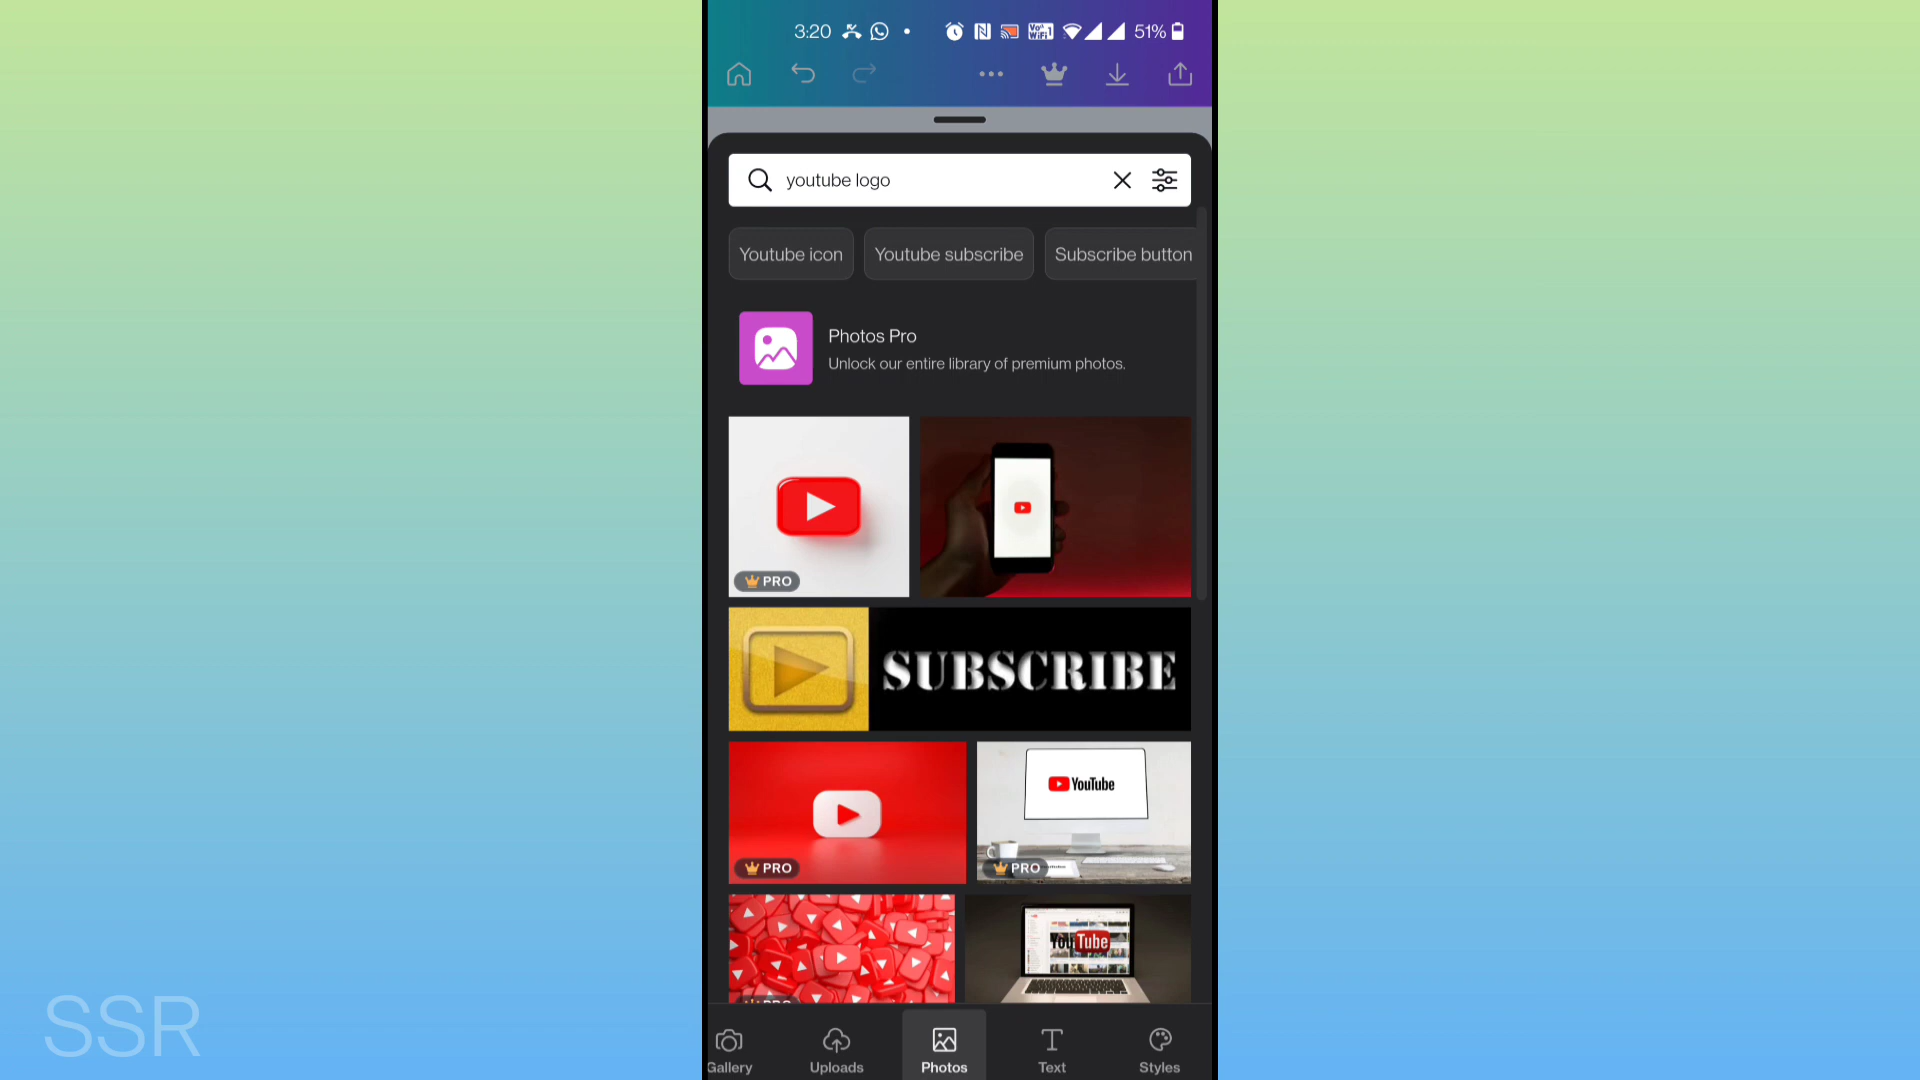 3:20 51%
youtube logo
Youtube icon Youtube subscribe Subscribe button
Photos Pro
Unlock our entire library of premium photos.
PRO
SUBSCRIBE
YouTube
PRO PRO
YouTube
PRO
SSR
Gallery Uploads Photos Text Styles